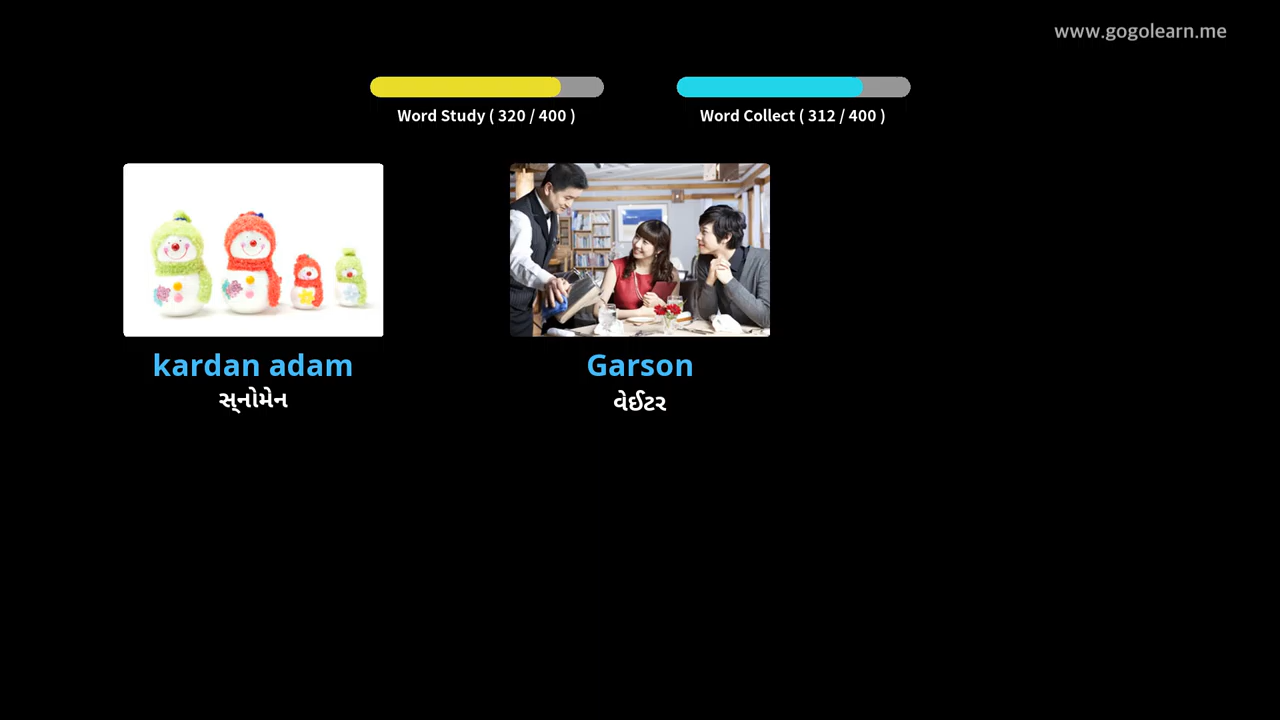 www.gogolearn.me
Word Study ( 320 / 400 )
Word Collect ( 312 / 400 )
kardan adam
સ્નોમેન
Garson
વેઈટર